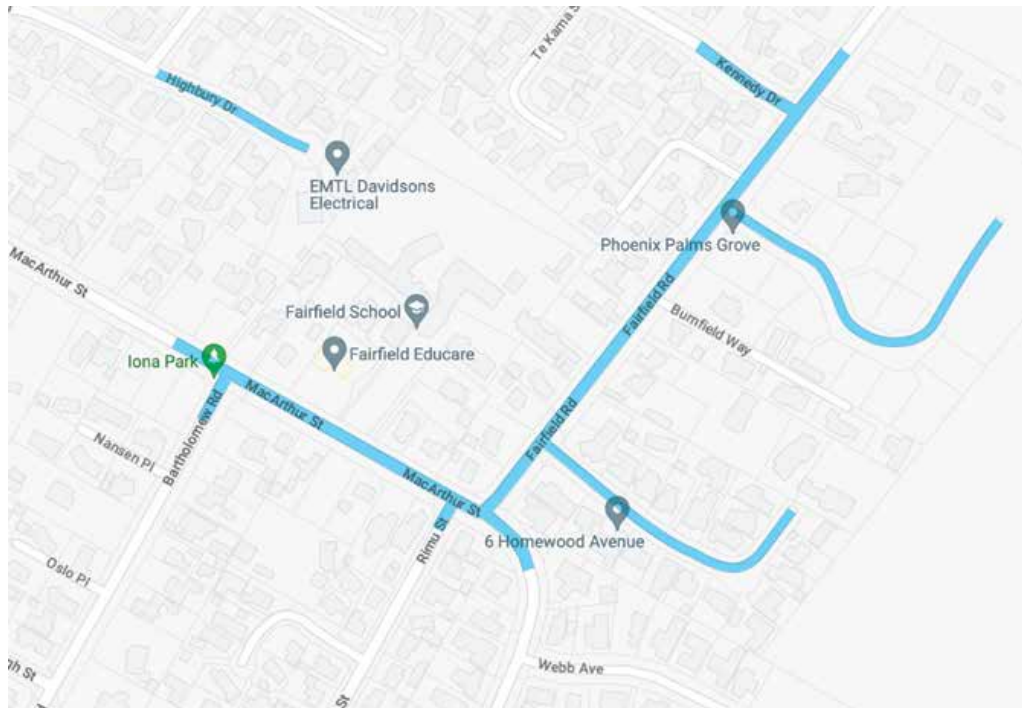 Te Kama S
Kennedy Dr
Highbury Dr
EMTL Davidsons
Electrical
Phoenix Palms Grove
MacArthur St
Fairfield Rd
Fairfield School
Burnfield Way
Iona Park
Fairfield Educare
MacArthur St
Bartholomew Rd
Fairfield Rd
Nansen Pl
MacArthur St
Rimu St
6 Homewood Avenue
Oslo Pl
Webb Ave
gh St
St